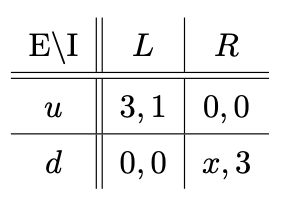 E\I L R
u 3, 1 0, 0
d 0, 0 x, 3